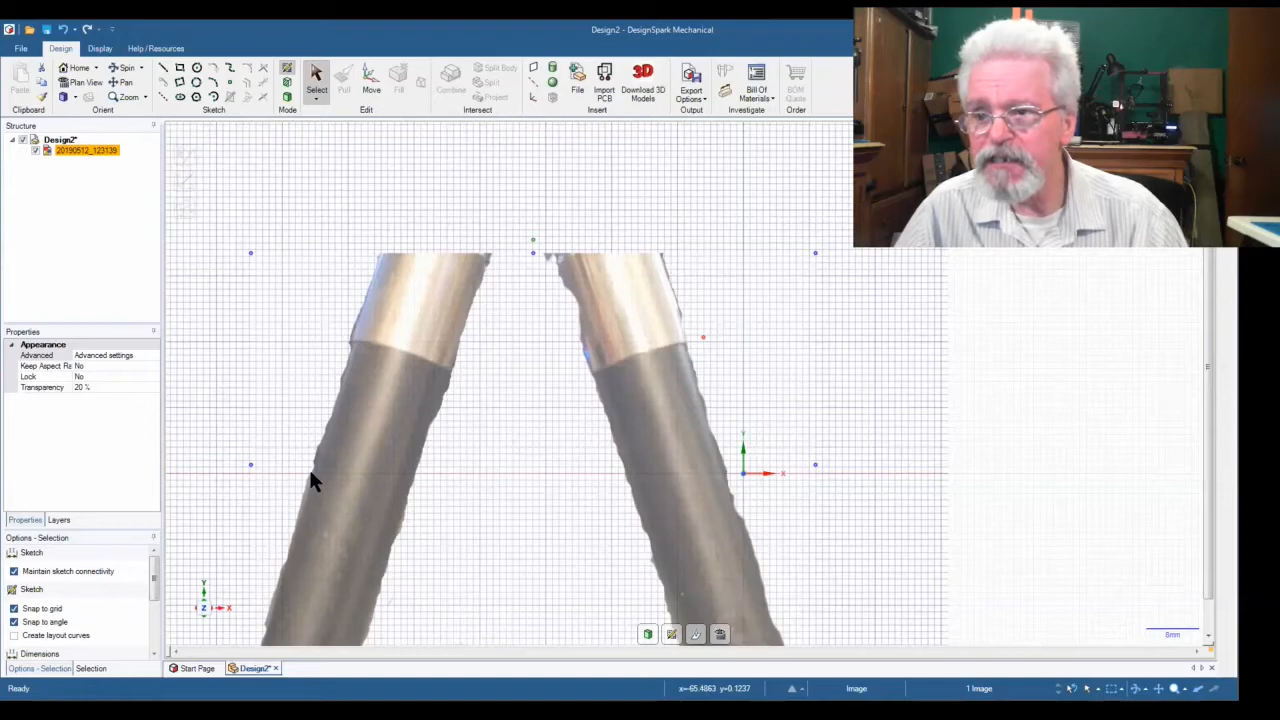 Design2 - DesignSpark Mechanical
File Design Display Help / Resources
Paste
Home
Plan View
Spin
Pan
Zoom
Select
Pull
Move
Fill
Combine
Split Body
Split
Project
File
Import PCB
Download 3D Models
Export Options
Bill Of Materials
BOM Quote
Clipboard Orient Sketch Mode Edit Intersect Insert Output Investigate Order
Structure
Design2*
20190512_123139
Properties
Appearance
Advanced Advanced settings
Keep Aspect Ra No
Lock No
Transparency 20 %
Properties Layers
Options - Selection
Sketch
Maintain sketch connectivity
Sketch
Snap to grid
Snap to angle
Create layout curves
Dimensions
Options - Selection Selection
Y
X
Z
Y
X
8mm
Start Page Design2*
Ready x=-65.4863 y=0.1237 Image 1 Image